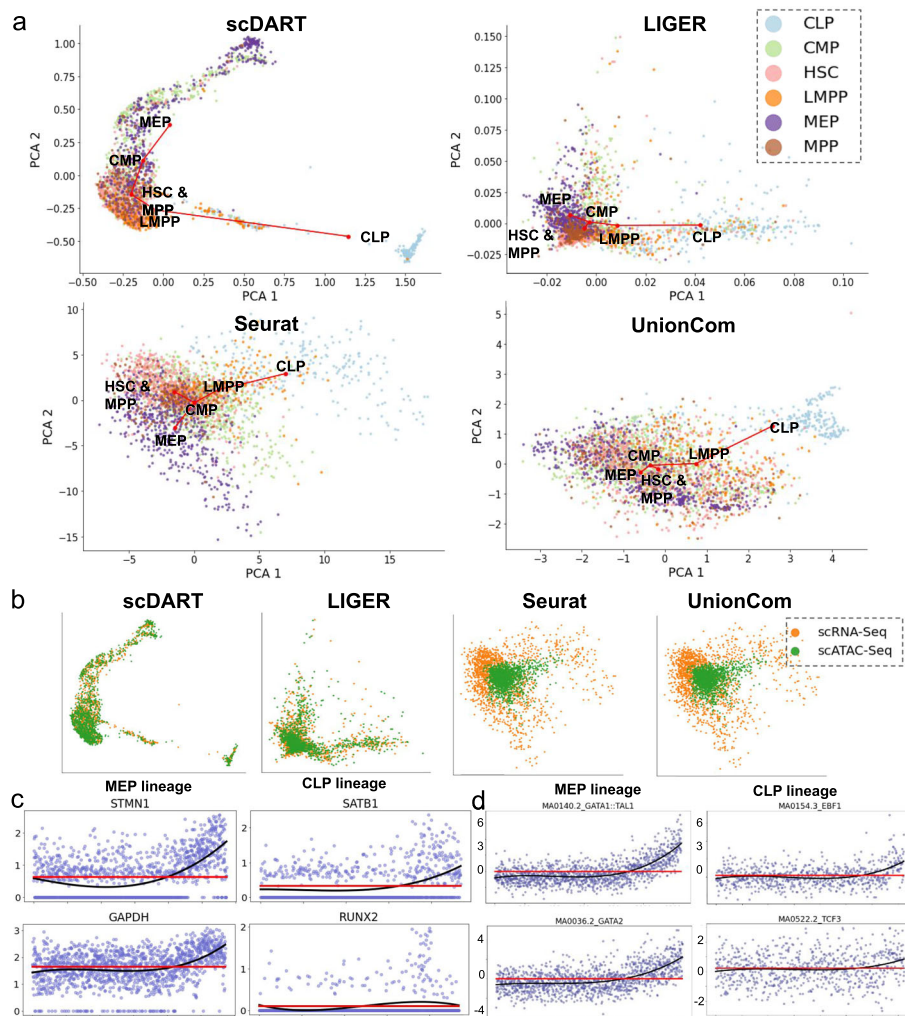 a
scDART
LIGER
CLP
CMP
HSC
LMPP
MEP
MPP
1.00
0.75
0.50
0.25
0.00
−0.25
−0.50
PCA 2
MEP
CMP
HSC &
MPP
LMPP
CLP
−0.50 −0.25 0.00 0.25 0.50 0.75 1.00 1.25 1.50
PCA 1
0.150
0.125
0.100
0.075
0.050
0.025
0.000
−0.025
PCA 2
MEP
CMP
HSC &
MPP
LMPP
CLP
−0.02 0.00 0.02 0.04 0.06 0.08 0.10
PCA 1
Seurat
10
5
0
−5
−10
−15
PCA 2
HSC &
MPP
LMPP
CLP
CMP
MEP
−5 0 5 10 15
PCA 1
UnionCom
5
4
3
2
1
0
−1
−2
PCA 2
CLP
LMPP
CMP
MEP
HSC &
MPP
−3 −2 −1 0 1 2 3 4
PCA 1
b
scDART
LIGER
Seurat
UnionCom
scRNA-Seq
scATAC-Seq
c
MEP lineage
CLP lineage
STMN1
2
1
0
SATB1
2
1
0
GAPDH
3
2
1
0
RUNX2
2
1
0
d
MEP lineage
CLP lineage
MA0140.2_GATA1::TAL1
6
3
0
MA0154.3_EBF1
6
3
0
MA0036.2_GATA2
4
0
-4
MA0522.2_TCF3
2
0
-2